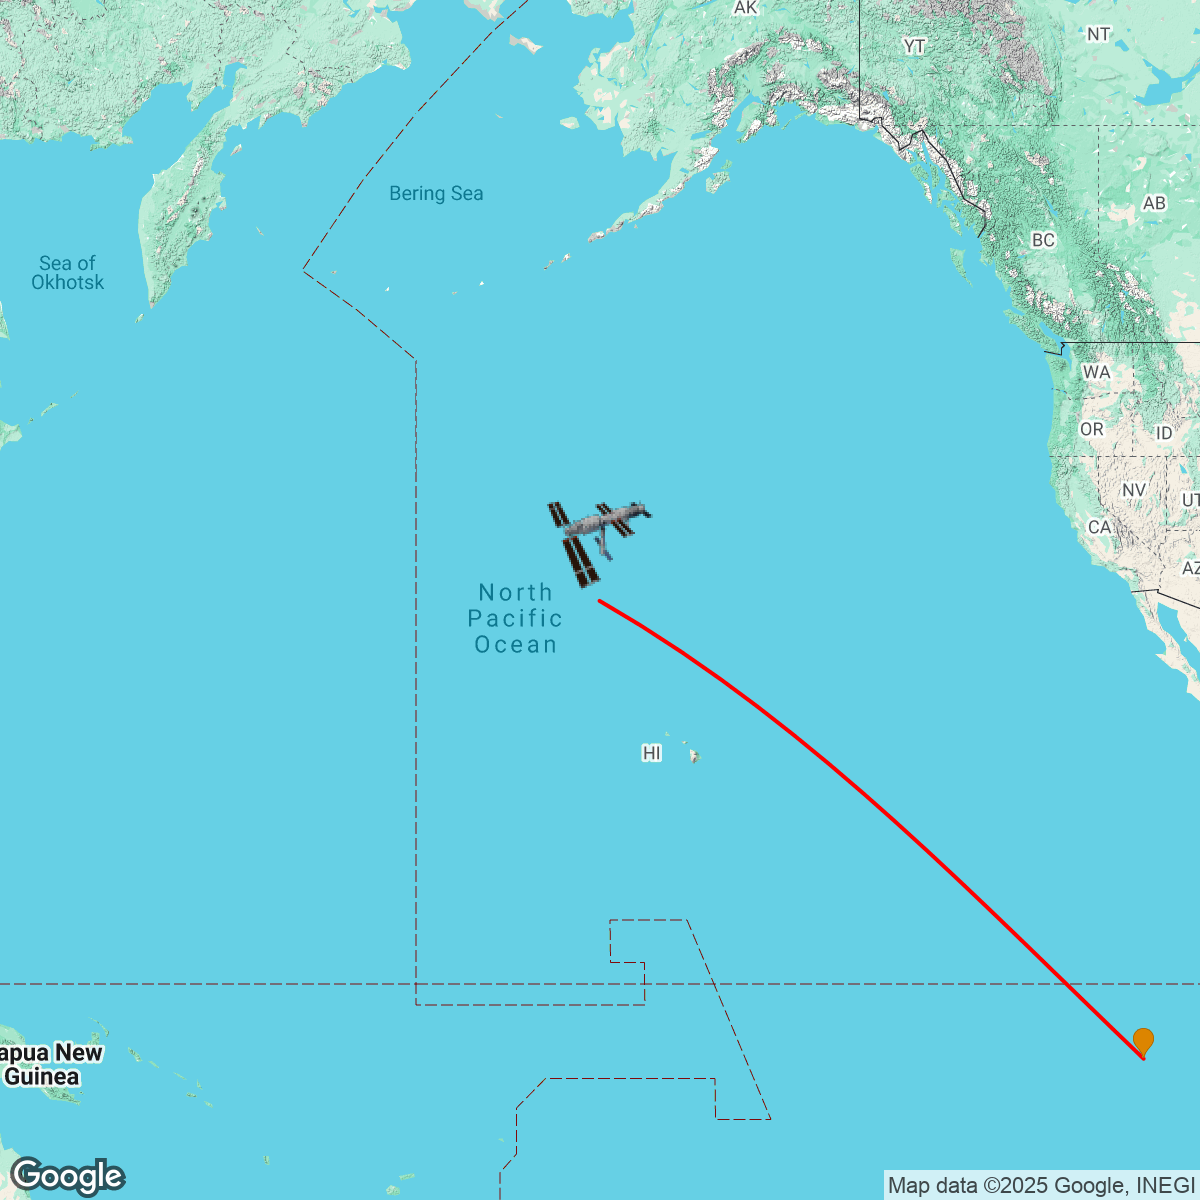 AK
NT
YT
Bering Sea
AB
BC
Sea of
Okhotsk
WA
OR
ID
NV
UT
CA
AZ
North
Pacific
Ocean
HI
apua New
Guinea
Google
Map data ©2025 Google, INEGI